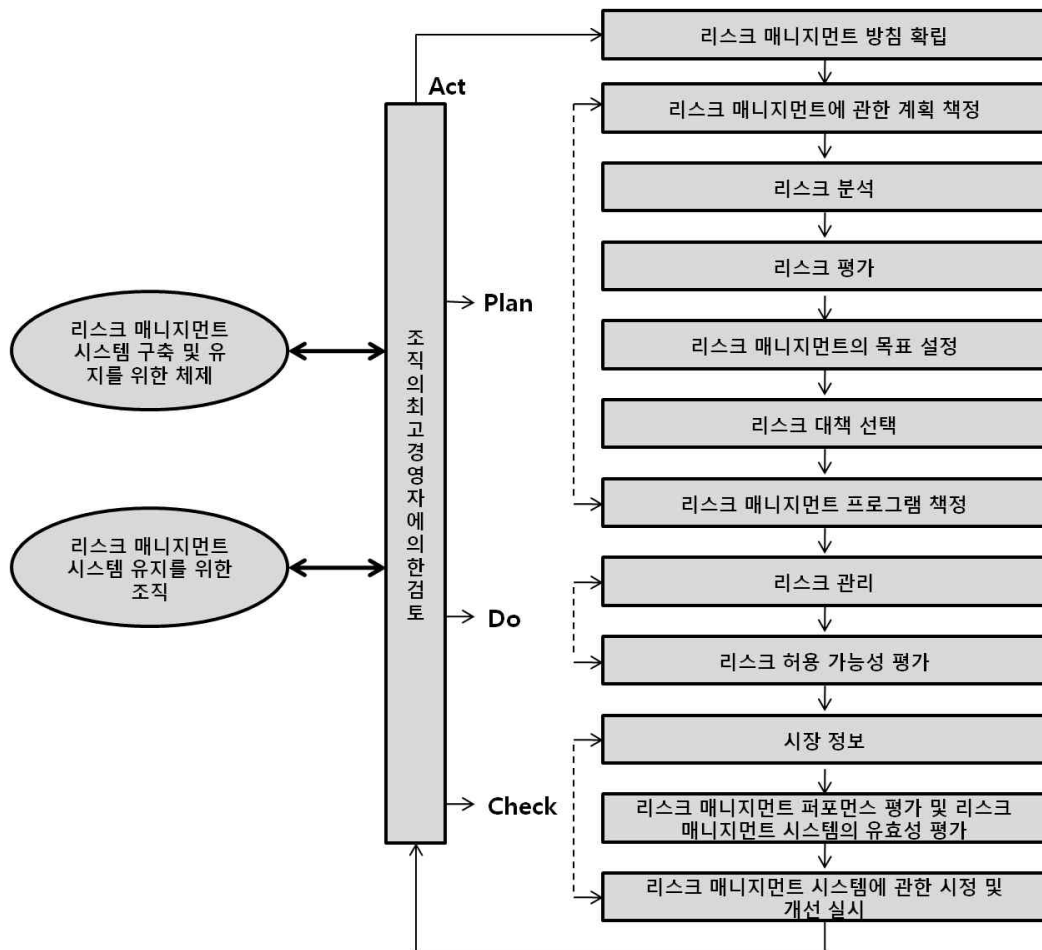 리스크 매니지먼트 방침 확립
Act
리스크 매니지먼트에 관한 계획 책정
리스크 분석
리스크 평가
Plan
리스크 매니지먼트
시스템 구축 및 유
지를 위한 체제
조직의최고경영자에의한검토
리스크 매니지먼트의 목표 설정
리스크 대책 선택
리스크 매니지먼트 프로그램 책정
리스크 매니지먼트
시스템 유지를 위한
조직
리스크 관리
Do
리스크 허용 가능성 평가
시장 정보
Check
리스크 매니지먼트 퍼포먼스 평가 및 리스크
매니지먼트 시스템의 유효성 평가
리스크 매니지먼트 시스템에 관한 시정 및
개선 실시